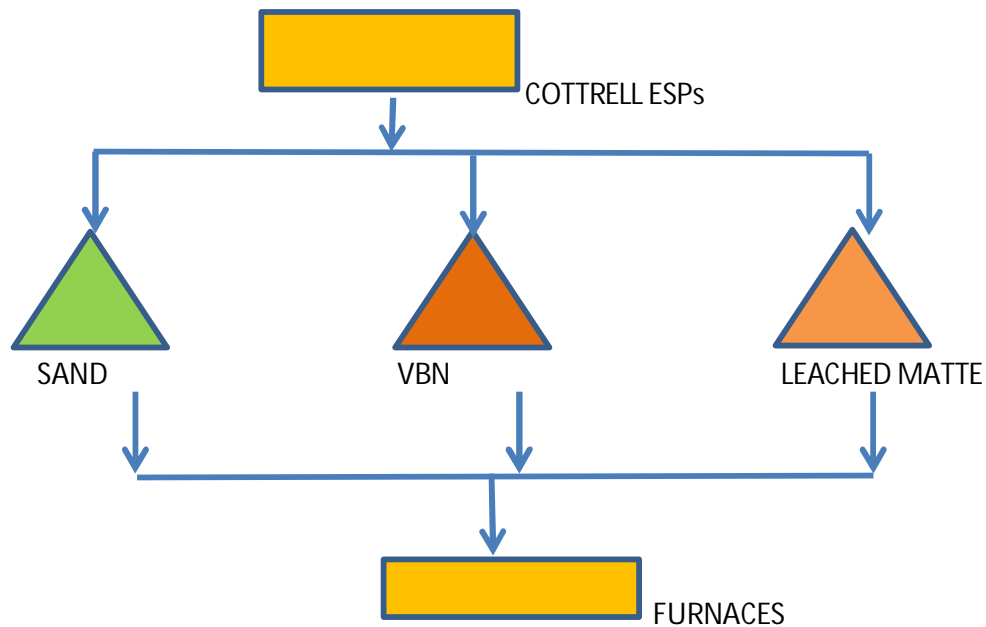 COTTRELL ESPs
SAND
VBN
LEACHED MATTE
FURNACES